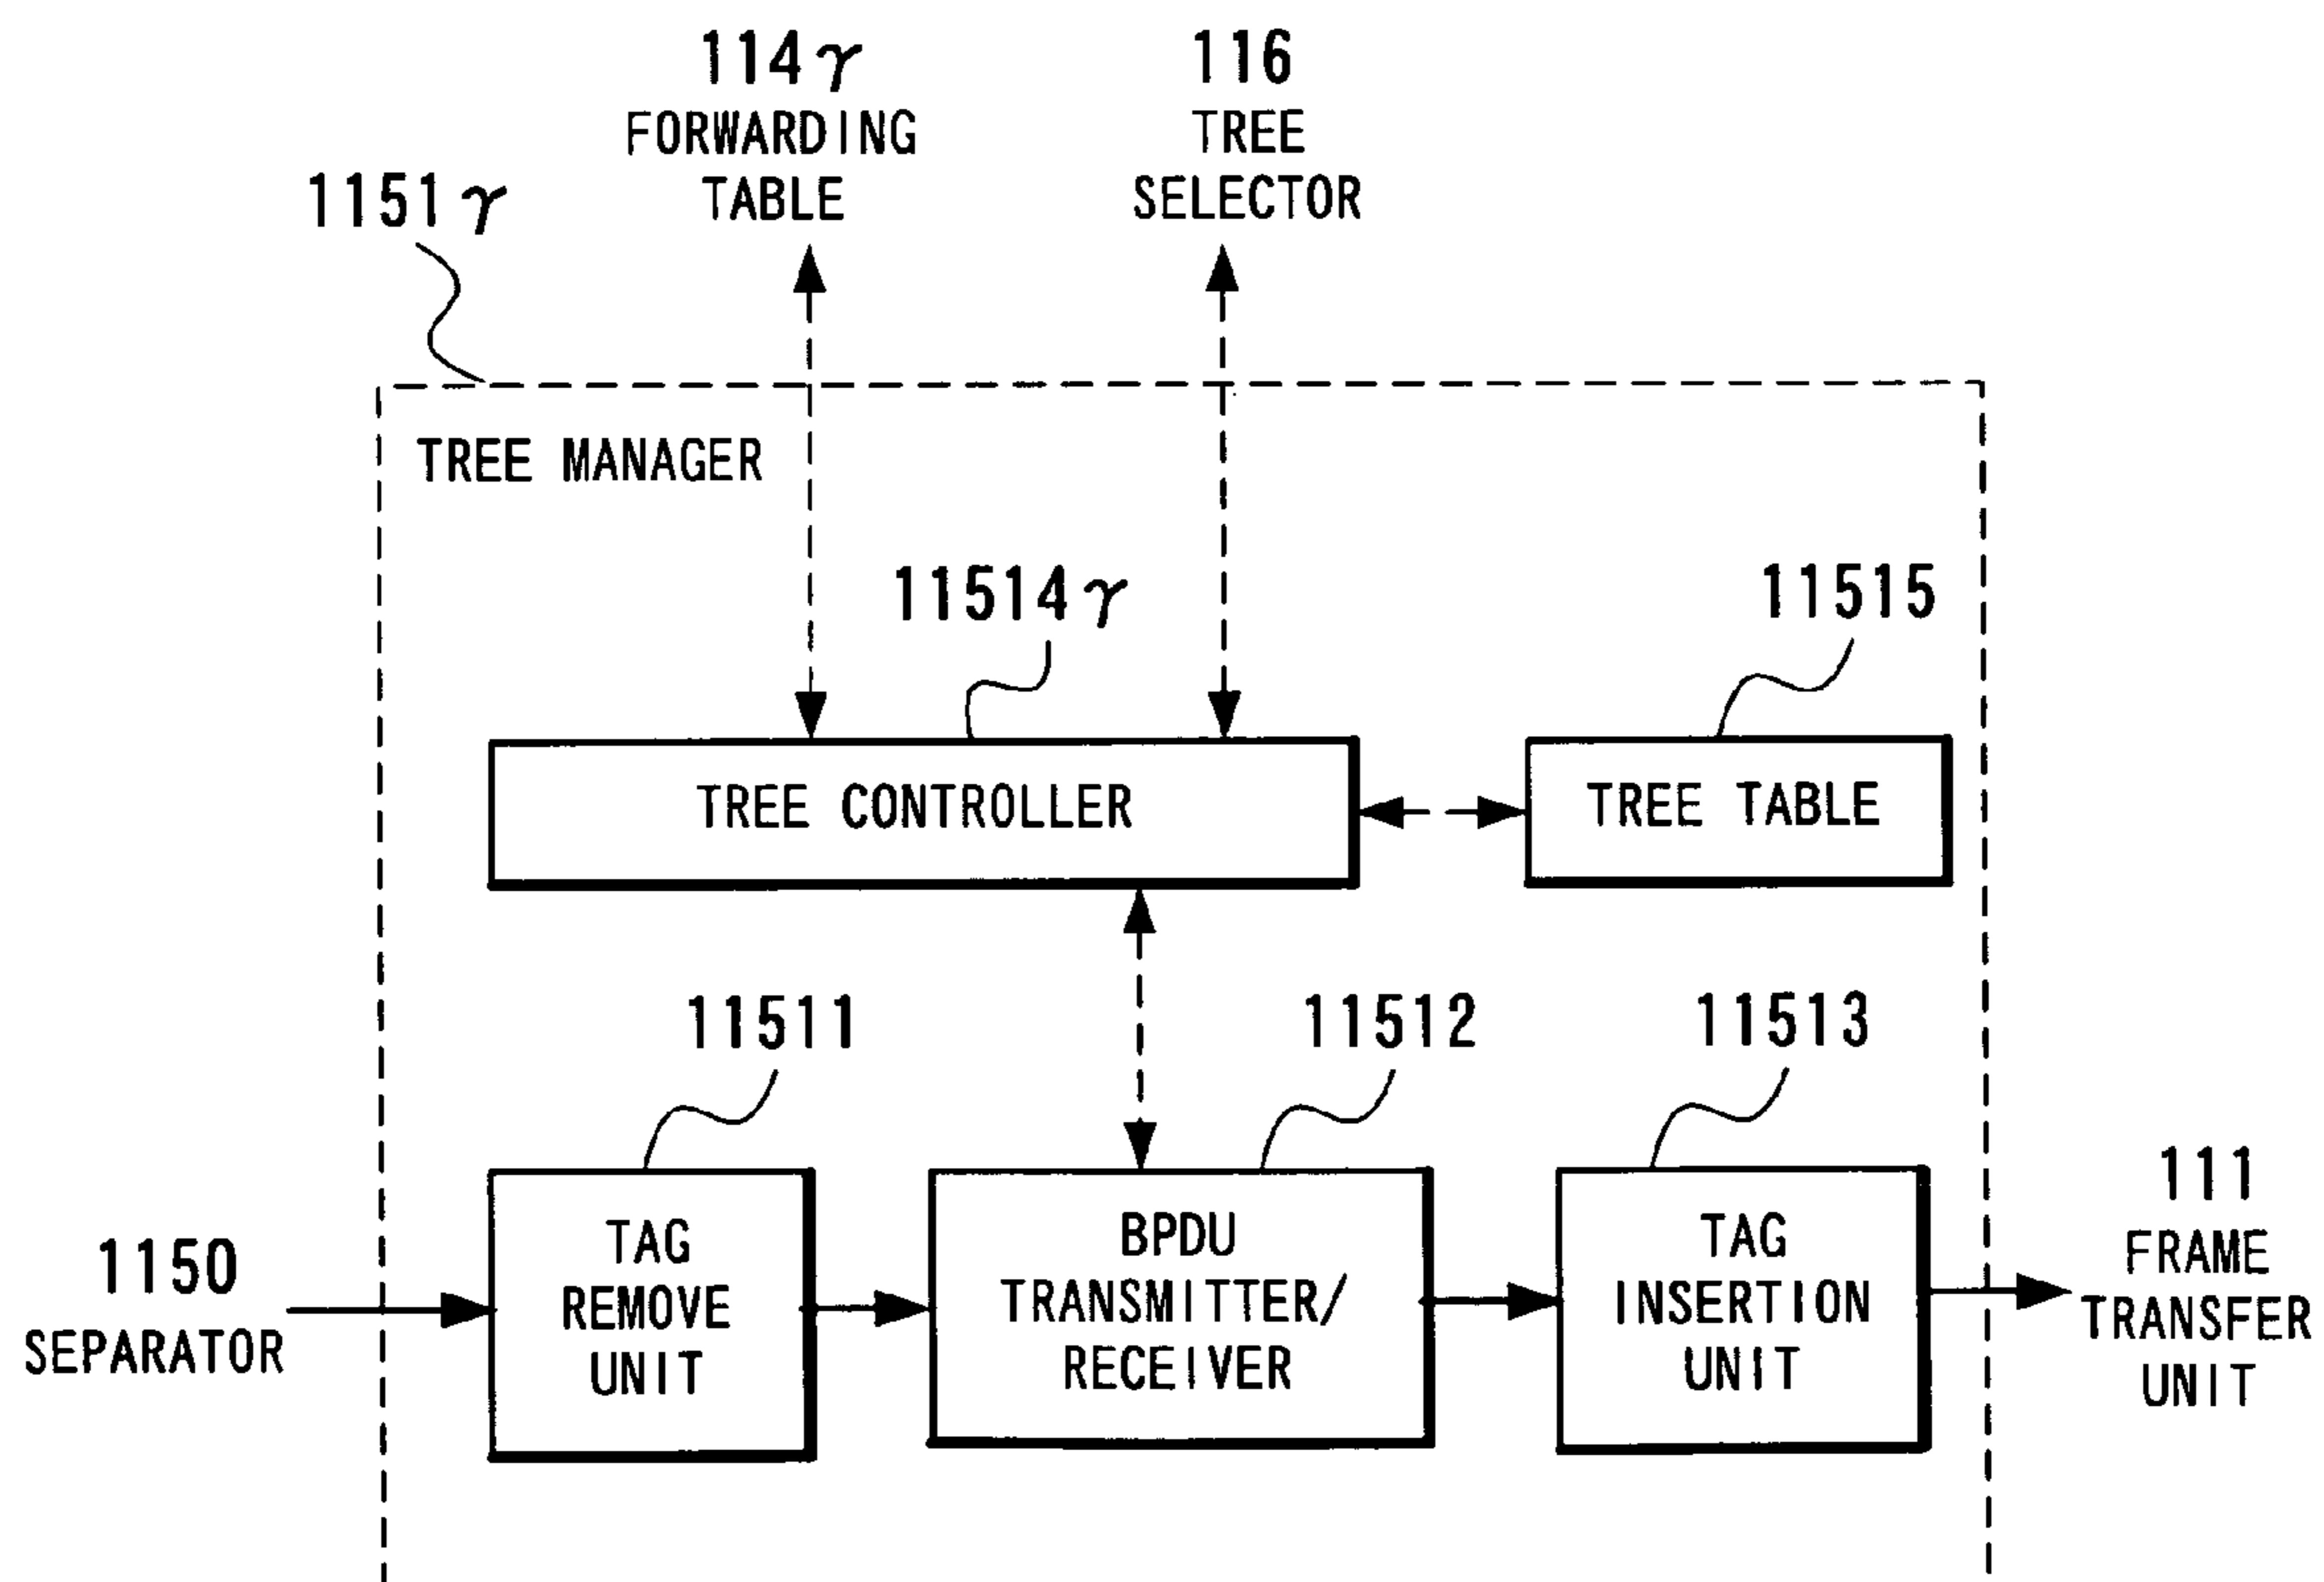 114γ
FORWARDING
TABLE
116
TREE
SELECTOR
1151γ
TREE MANAGER
11514γ
11515
TREE CONTROLLER
TREE TABLE
11511
11512
11513
1150
SEPARATOR
TAG
REMOVE
UNIT
BPDU
TRANSMITTER/
RECEIVER
TAG
INSERTION
UNIT
111
FRAME
TRANSFER
UNIT